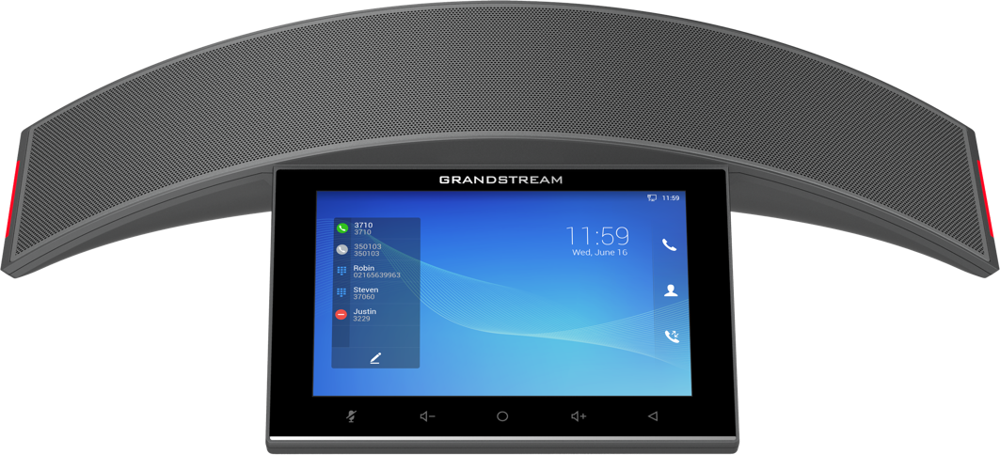 GRANDSTREAM
11:59
11:59
Wed, June 16
3710
3710
350103
350103
Robin
02165639963
Steven
37060
Justin
3229